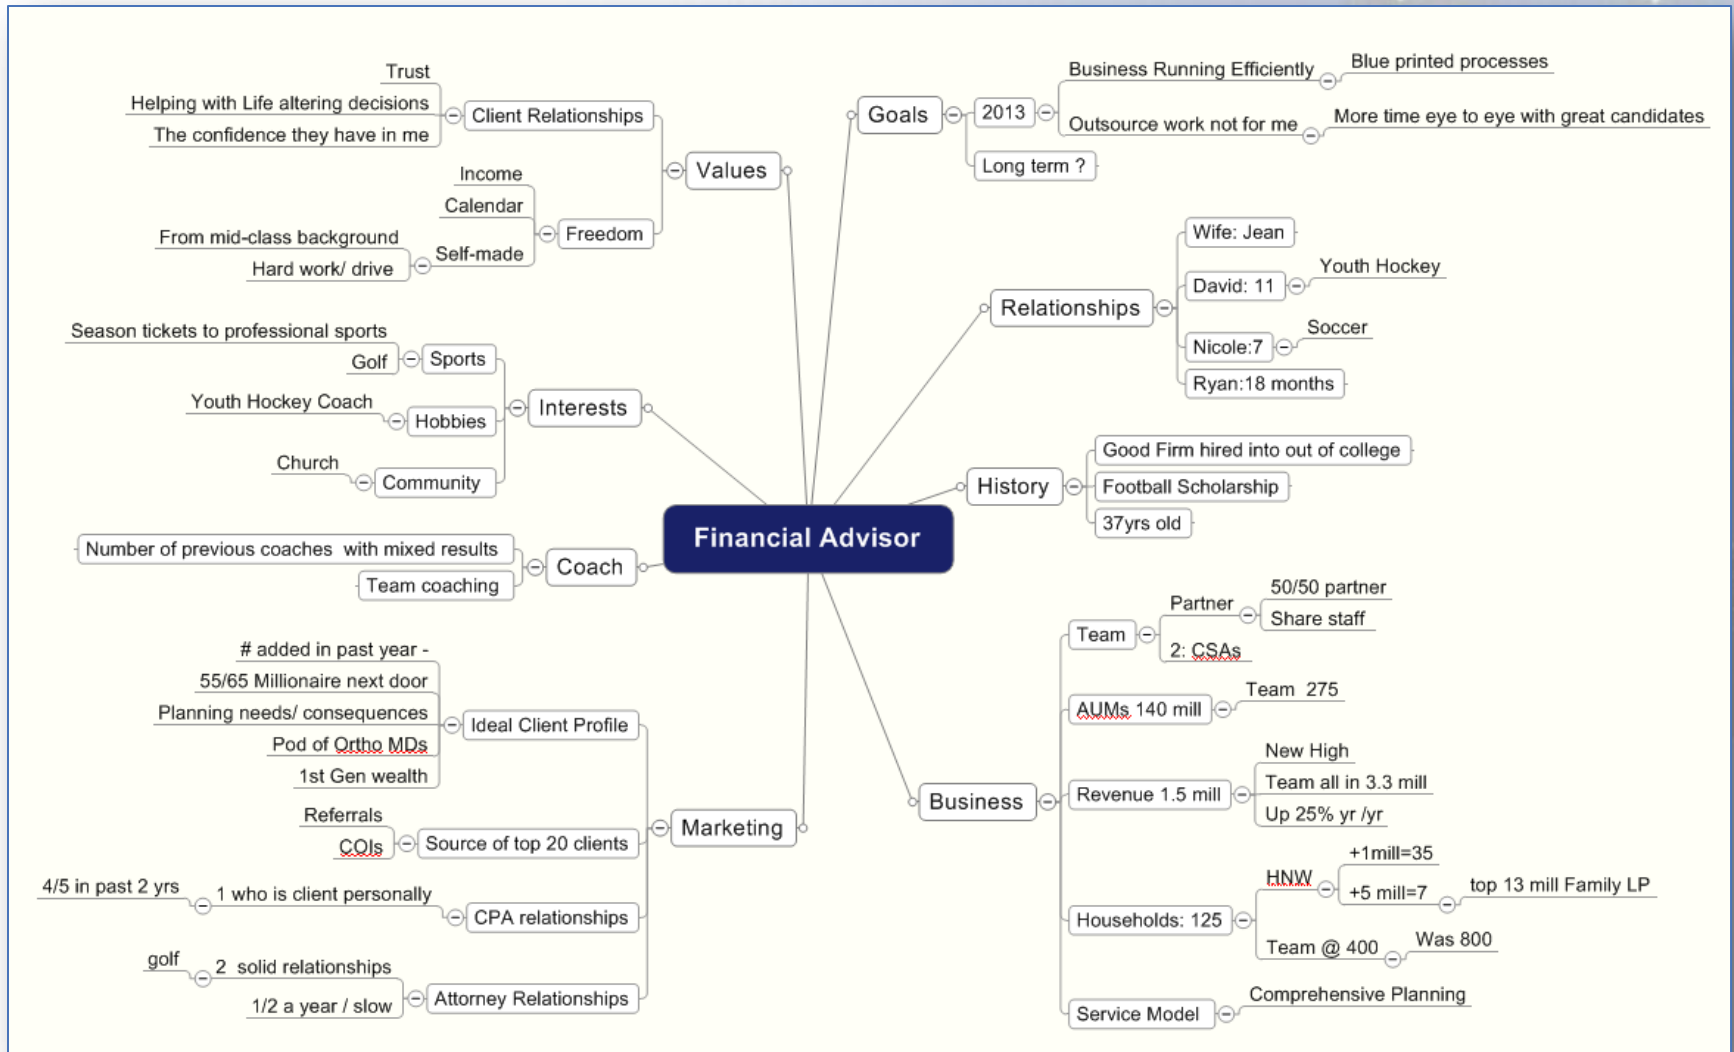 Trust
Helping with Life altering decisions
The confidence they have in me
Client Relationships
Values
Income
Calendar
Self-made
From mid-class background
Hard work/ drive
Freedom
Season tickets to professional sports
Golf
Sports
Youth Hockey Coach
Hobbies
Church
Community
Interests
Number of previous coaches  with mixed results
Team coaching
Coach
# added in past year -
55/65 Millionaire next door
Planning needs/ consequences
Pod of Ortho MDs
1st Gen wealth
Ideal Client Profile
Referrals
COIs
Source of top 20 clients
4/5 in past 2 yrs
1 who is client personally
CPA relationships
golf
2  solid relationships
1/2 a year / slow
Attorney Relationships
Marketing
Financial Advisor
Goals
2013
Business Running Efficiently
Blue printed processes
Outsource work not for me
More time eye to eye with great candidates
Long term ?
Relationships
Wife: Jean
David: 11
Youth Hockey
Nicole:7
Soccer
Ryan:18 months
History
Good Firm hired into out of college
Football Scholarship
37yrs old
Business
Team
Partner
50/50 partner
Share staff
2: CSAs
AUMs 140 mill
Team  275
Revenue 1.5 mill
New High
Team all in 3.3 mill
Up 25% yr /yr
Households: 125
HNW
+1mill=35
+5 mill=7
top 13 mill Family LP
Team @ 400
Was 800
Service Model
Comprehensive Planning